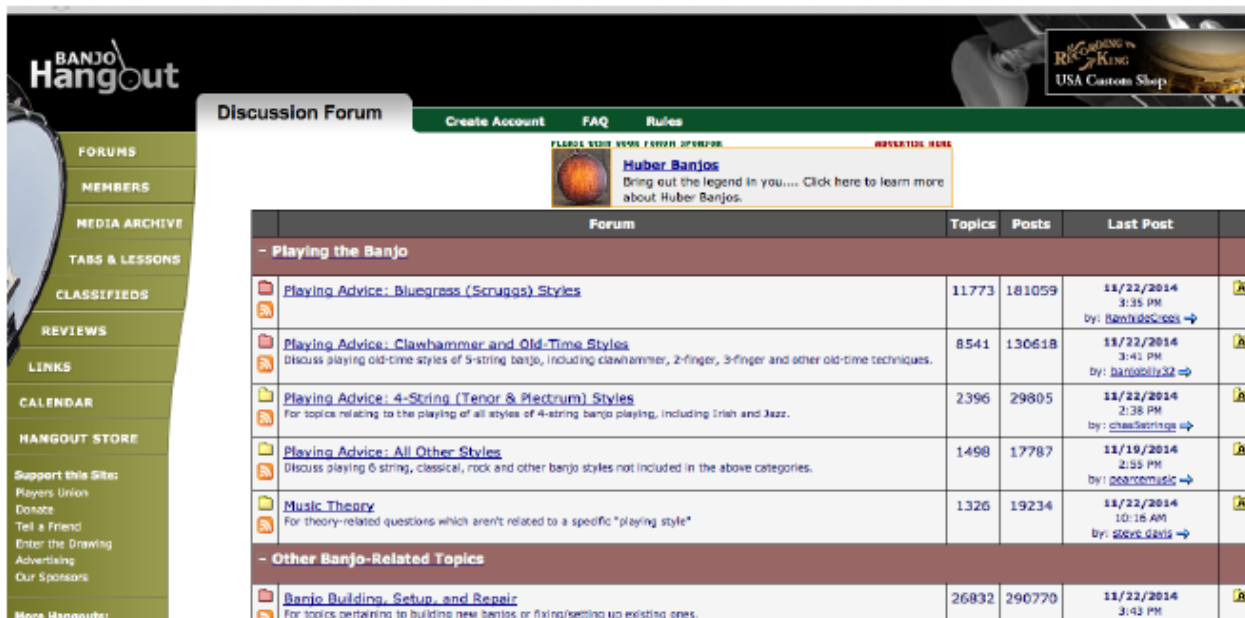 BANJO
Hangout
RECORDING
KING
USA Custom Shop
Discussion Forum
Create Account FAQ Rules
PLEASE VISIT YOUR FORUM SPONSOR ADVERTISE HERE
Huber Banjos
Bring out the legend in you.... Click here to learn more
about Huber Banjos.
FORUMS
MEMBERS
MEDIA ARCHIVE
TABS & LESSONS
CLASSIFIEDS
REVIEWS
LINKS
CALENDAR
HANGOUT STORE
Support this Site:
Players Union
Donate
Tell a Friend
Enter the Drawing
Advertising
Our Sponsors
More Hangouts:
Forum Topics Posts Last Post
– Playing the Banjo
Playing Advice: Bluegrass (Scruggs) Styles 11773 181059 11/22/2014
3:35 PM
by: RawhideCreek
Playing Advice: Clawhammer and Old-Time Styles 8541 130618 11/22/2014
Discuss playing old-time styles of 5-string banjo, including clawhammer, 2-finger, 3-finger and other old-time techniques. 3:41 PM
by: banjobilly32
Playing Advice: 4-String (Tenor & Plectrum) Styles 2396 29805 11/22/2014
For topics relating to the playing of all styles of 4-string banjo playing, including Irish and Jazz. 2:38 PM
by: chas5strings
Playing Advice: All Other Styles 1498 17787 11/19/2014
Discuss playing 6 string, classical, rock and other banjo styles not included in the above categories. 2:55 PM
by: pearcemusic
Music Theory 1326 19234 11/22/2014
For theory-related questions which aren't related to a specific "playing style" 10:16 AM
by: steve davis
– Other Banjo-Related Topics
Banjo Building, Setup, and Repair 26832 290770 11/22/2014
For topics pertaining to building new banjos or fixing/setting up existing ones. 3:43 PM